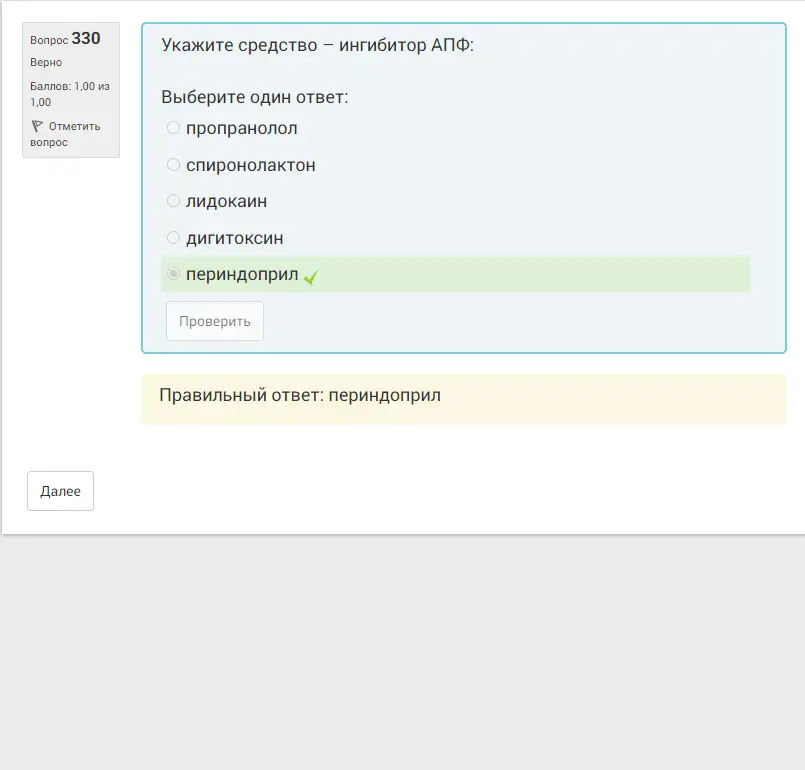 Вопрос 330
Верно
Баллов: 1,00 из
1,00
Отметить
вопрос
Укажите средство – ингибитор АПФ:
Выберите один ответ:
пропранолол
спиронолактон
лидокаин
дигитоксин
периндоприл
Проверить
Правильный ответ: периндоприл
Далее